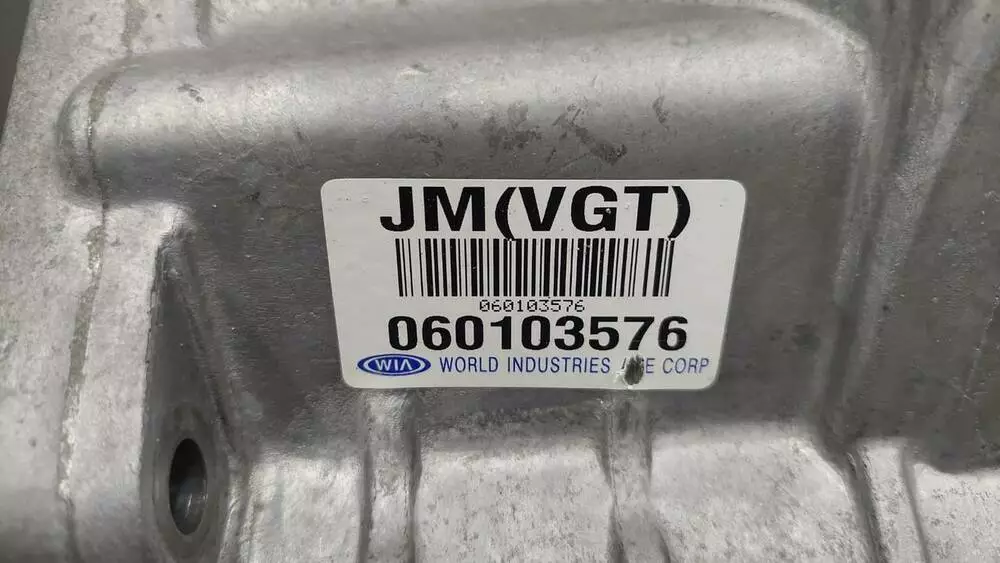 JM(VGT)
060103576
060103576
WIA WORLD INDUSTRIES CORP